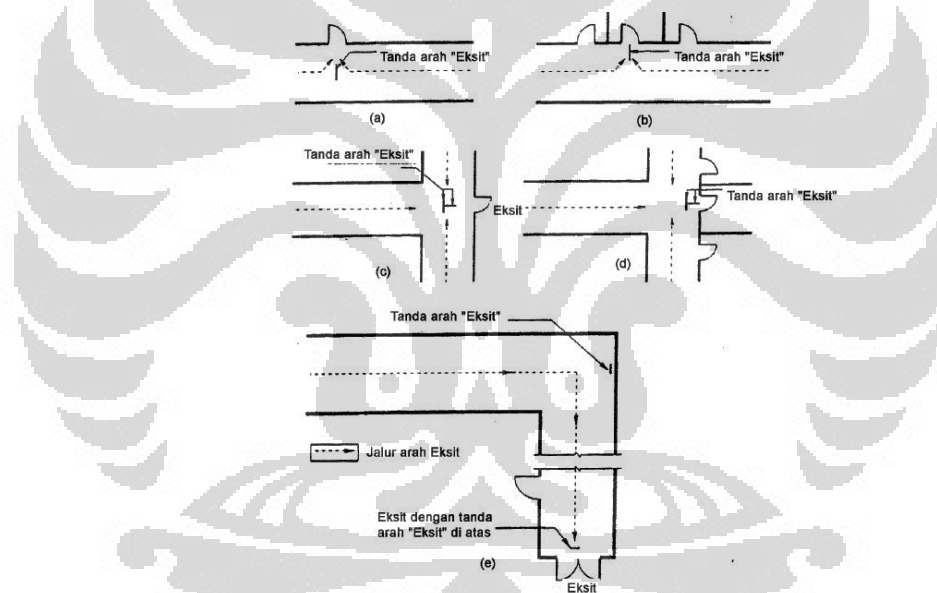 Tanda arah "Eksit"
Tanda arah "Eksit"
(a)
(b)
Tanda arah "Eksit"
Eksit
Tanda arah "Eksit"
(c)
(d)
Tanda arah "Eksit"
Jalur arah Eksit
Eksit dengan tanda
arah "Eksit" di atas
(e)
Eksit